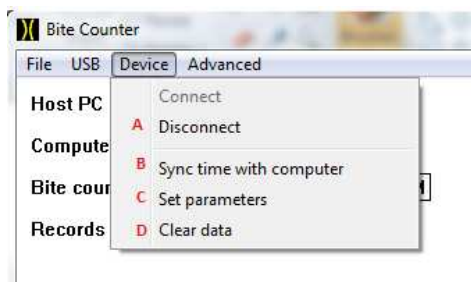 Bite Counter
File USB Device Advanced
Host PC
Connect
A Disconnect
Compute
B Sync time with computer
Bite cour
C Set parameters
Records
D Clear data